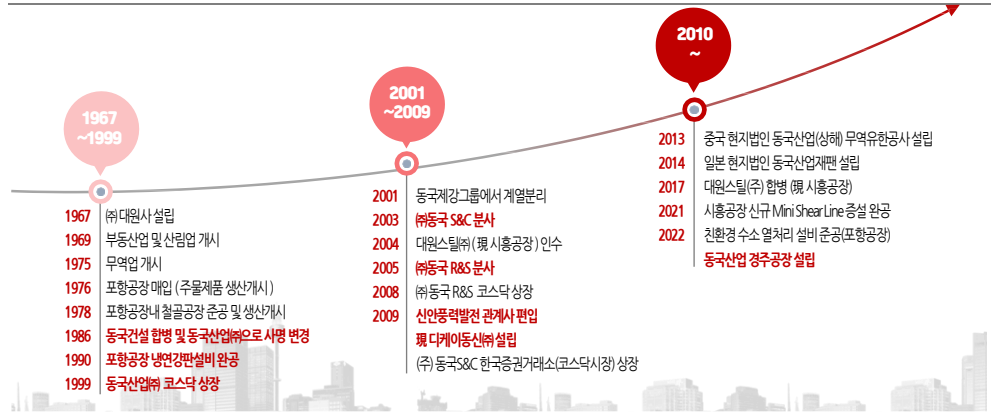 1967
~1999
1967 ㈜대원사 설립
1969 부동산업 및 산림업 개시
1975 무역업 개시
1976 포항공장 매입 ( 주물제품 생산개시 )
1978 포항공장내 철골공장 준공 및 생산개시
1986 동국건설 합병 및 동국산업㈜으로 사명 변경
1990 포항공장 냉연강판설비 완공
1999 동국산업㈜ 코스닥 상장
2001
~2009
2001 동국제강그룹에서 계열분리
2003 ㈜동국 S&C 분사
2004 대원스틸㈜ ( 現 시흥공장 ) 인수
2005 ㈜동국 R&S 분사
2008 ㈜동국 R&S 코스닥 상장
2009 신안풍력발전 관계사 편입
現 디케이동신㈜ 설립
(주) 동국S&C 한국증권거래소(코스닥시장) 상장
2010
~
2013 중국 현지법인 동국산업(상해) 무역유한공사 설립
2014 일본 현지법인 동국산업재팬 설립
2017 대원스틸(주) 합병 (現 시흥공장)
2021 시흥공장 신규 Mini Shear Line 증설 완공
2022 친환경 수소 열처리 설비 준공(포항공장)
동국산업 경주공장 설립